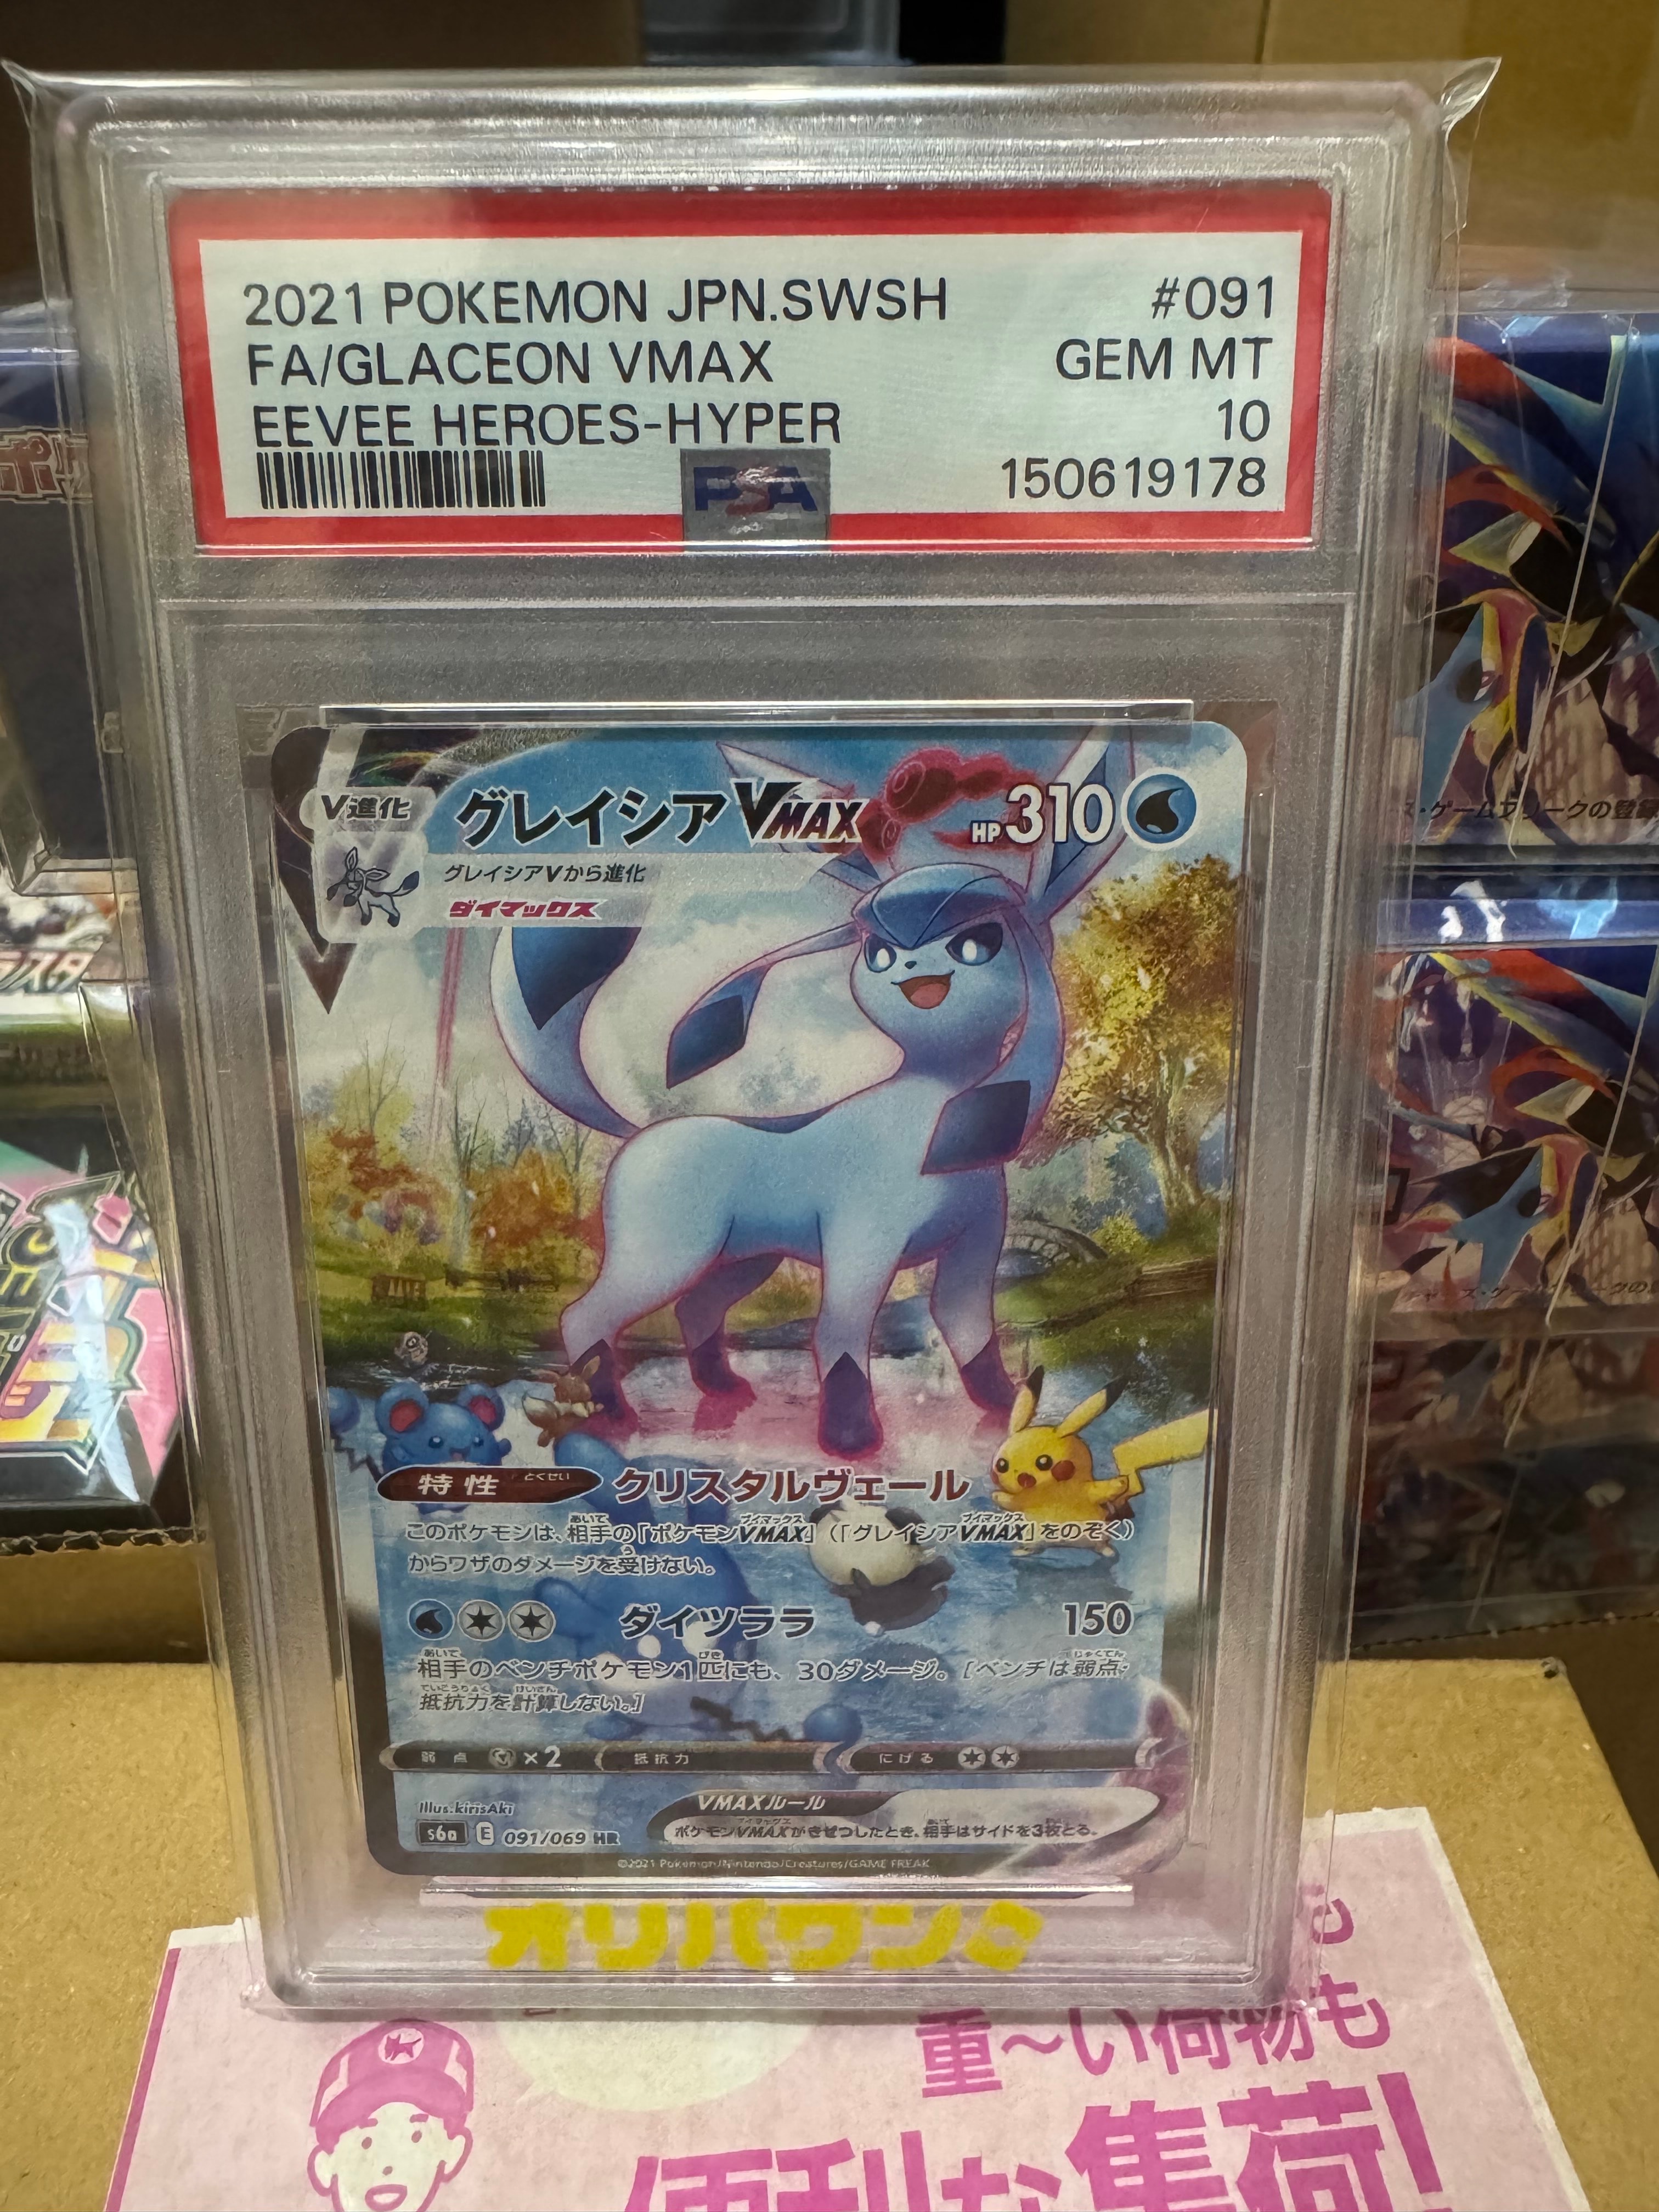 2021 POKEMON JPN.SWSH #091
FA/GLACEON VMAX GEM MT
EEVEE HEROES-HYPER 10
PSA 150619178
V進化
グレイシアVMAX HP310
グレイシアVから進化
ダイマックス
特性 とくせい クリスタルヴェール
このポケモンは、相手の「ポケモンVMAX」(「グレイシアVMAX」をのぞく)
からワザのダメージを受けない。
ダイツララ 150
相手のベンチポケモン1匹にも、30ダメージ。[ベンチは弱点・
抵抗力を計算しない。]
弱点 ×2 抵抗力 にげる
Illus.kirisAki
VMAXルール
s6a E 091/069 HR
ポケモンVMAXがきぜつしたとき、相手はサイドを3枚とる。
©2021 Pokémon/Nintendo/Creatures/GAME FREAK
オリパワン
重〜い荷物も
便利な集荷!
ス・ゲームフリークの登録